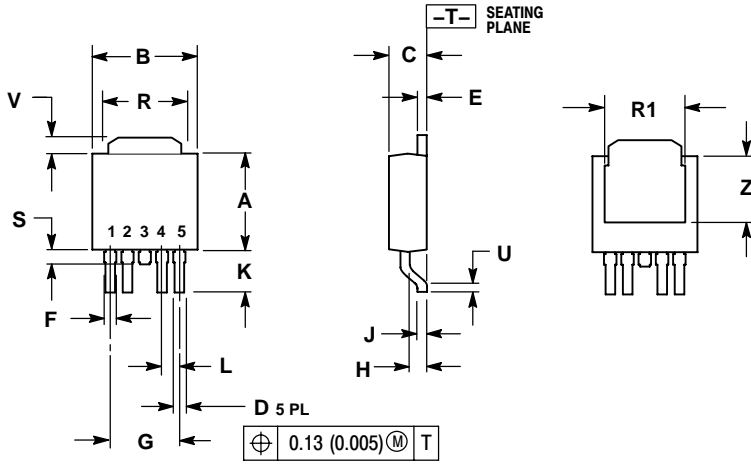 –T– SEATING
PLANE
B
C
V
R
E
R1
A
Z
S
1 2 3 4 5
K
U
F
J
L
H
D 5 PL
G
⌖ 0.13 (0.005) Ⓜ T